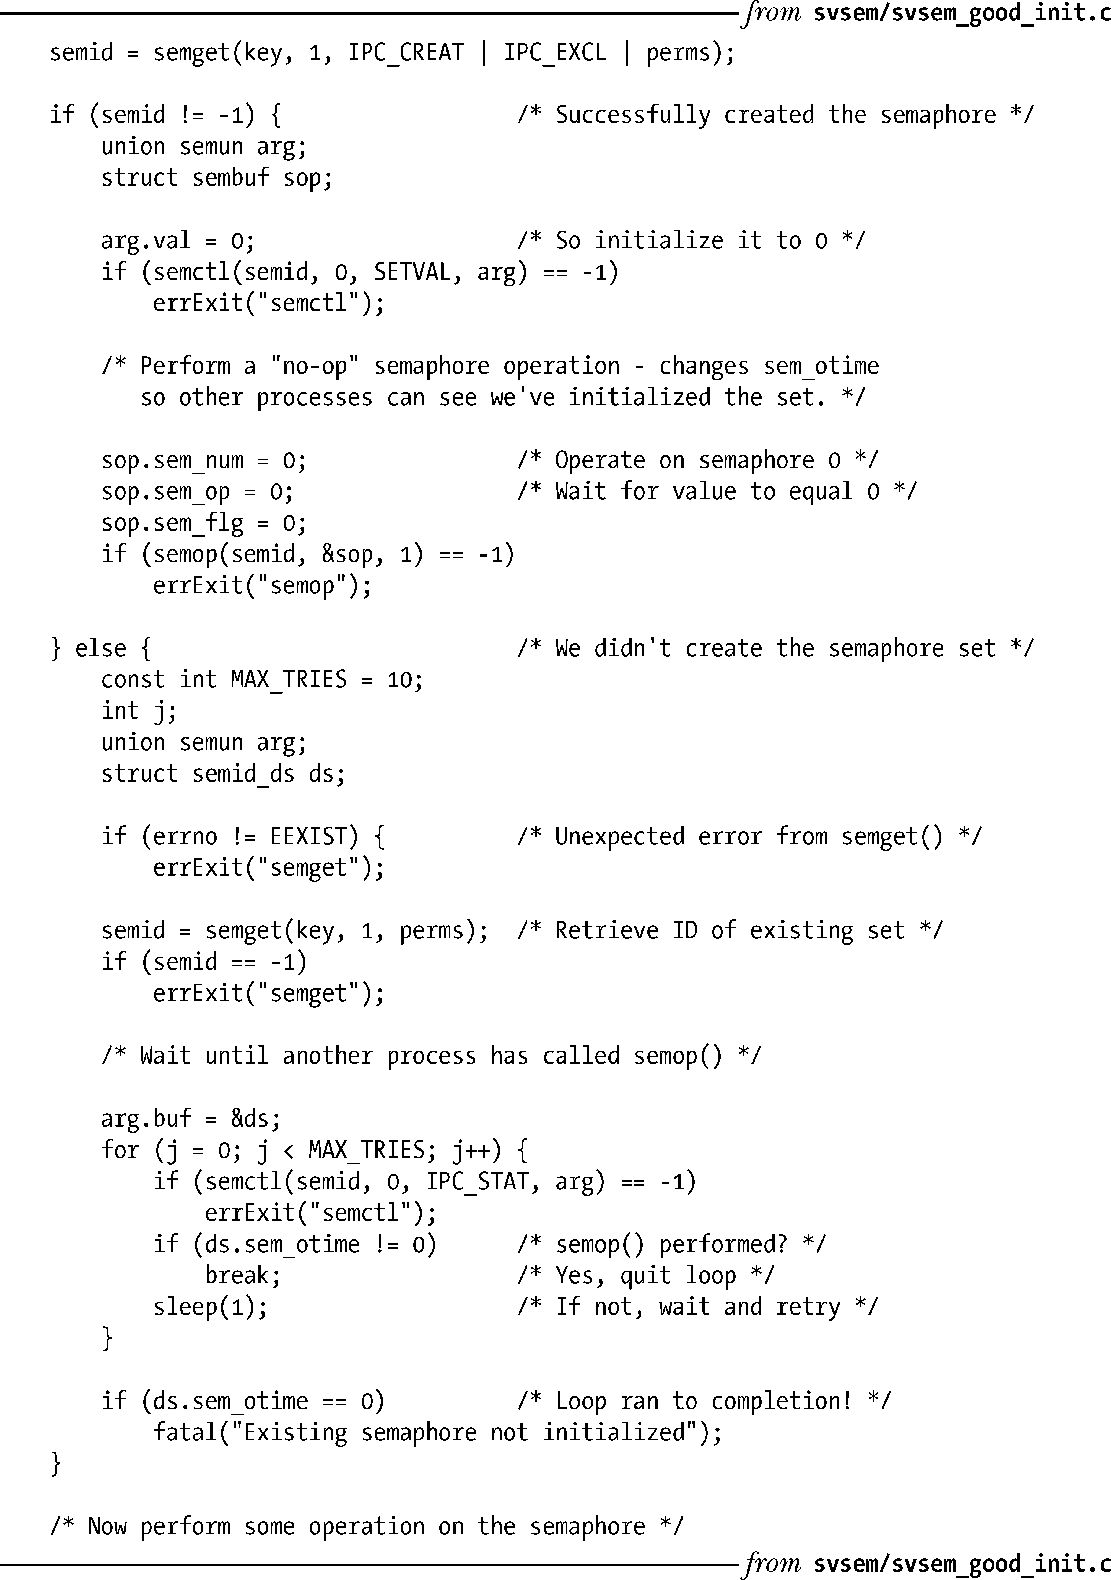 from svsem/svsem_good_init.c
semid = semget(key, 1, IPC_CREAT | IPC_EXCL | perms);
if (semid != -1) { /* Successfully created the semaphore */
union semun arg;
struct sembuf sop;
arg.val = 0; /* So initialize it to 0 */
if (semctl(semid, 0, SETVAL, arg) == -1)
errExit("semctl");
/* Perform a "no-op" semaphore operation - changes sem_otime
so other processes can see we've initialized the set. */
sop.sem_num = 0; /* Operate on semaphore 0 */
sop.sem_op = 0; /* Wait for value to equal 0 */
sop.sem_flg = 0;
if (semop(semid, &sop, 1) == -1)
errExit("semop");
} else { /* We didn't create the semaphore set */
const int MAX_TRIES = 10;
int j;
union semun arg;
struct semid_ds ds;
if (errno != EEXIST) { /* Unexpected error from semget() */
errExit("semget");
semid = semget(key, 1, perms); /* Retrieve ID of existing set */
if (semid == -1)
errExit("semget");
/* Wait until another process has called semop() */
arg.buf = &ds;
for (j = 0; j < MAX_TRIES; j++) {
if (semctl(semid, 0, IPC_STAT, arg) == -1)
errExit("semctl");
if (ds.sem_otime != 0) /* semop() performed? */
break; /* Yes, quit loop */
sleep(1); /* If not, wait and retry */
}
if (ds.sem_otime == 0) /* Loop ran to completion! */
fatal("Existing semaphore not initialized");
}
/* Now perform some operation on the semaphore */
from svsem/svsem_good_init.c